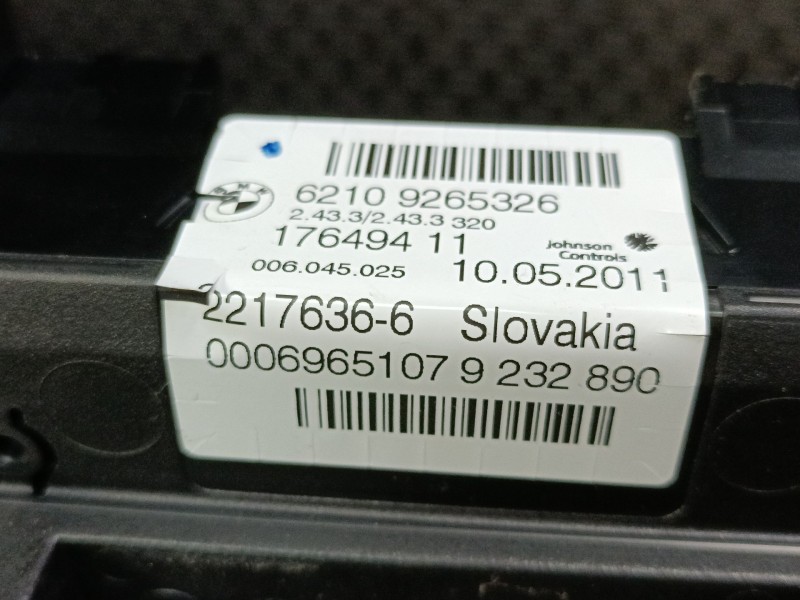 BMW
6210 9265326
2.43.3/2.43.3 320
176494 11
Johnson
Controls
006.045.025 10.05.2011
2217636-6 Slovakia
0006965107 9 232 890